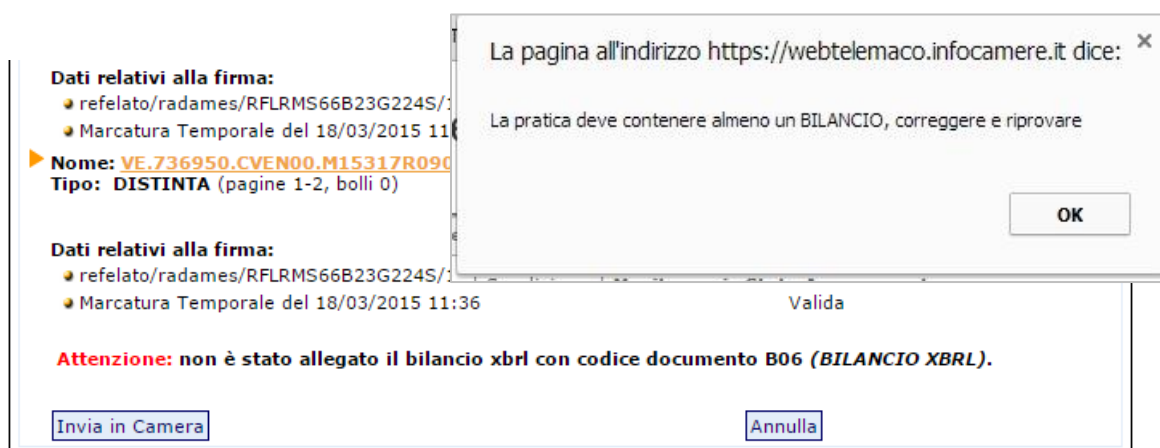 La pagina all'indirizzo https://webtelemaco.infocamere.it dice: ×
La pratica deve contenere almeno un BILANCIO, correggere e riprovare
OK
Dati relativi alla firma:
refelato/radames/RFLRMS66B23G224S/
Marcatura Temporale del 18/03/2015 11
Nome: VE.736950.CVEN00.M15317R090
Tipo: DISTINTA (pagine 1-2, bolli 0)
Dati relativi alla firma:
refelato/radames/RFLRMS66B23G224S/
Marcatura Temporale del 18/03/2015 11:36 Valida
Attenzione: non è stato allegato il bilancio xbrl con codice documento B06 (BILANCIO XBRL).
Invia in Camera Annulla